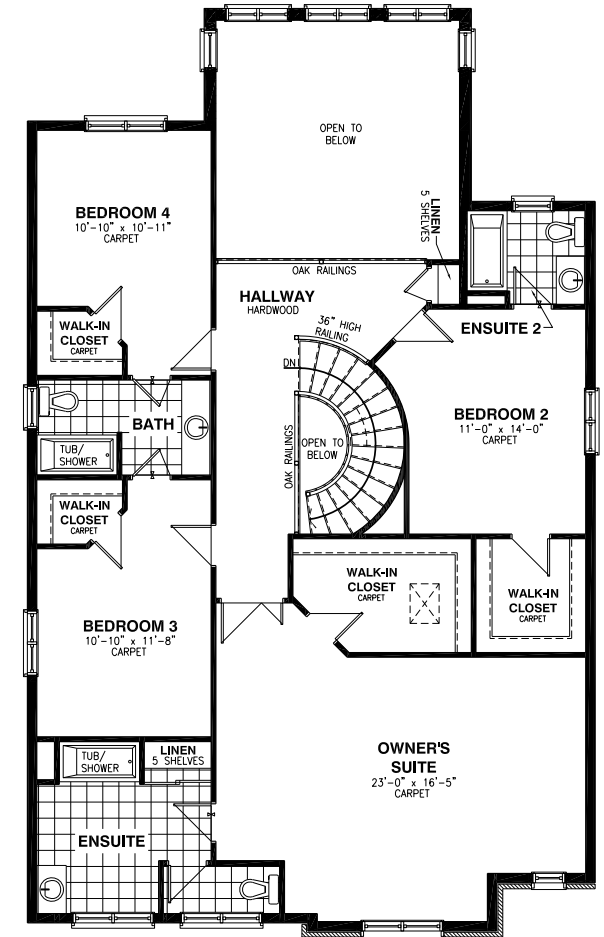 OPEN TO
BELOW
BEDROOM 4
10'-10" x 10'-11"
CARPET
LINEN
5 SHELVES
OAK RAILINGS
HALLWAY
HARDWOOD
36" HIGH
RAILING
ENSUITE 2
WALK-IN
CLOSET
CARPET
DN
BEDROOM 2
11'-0" x 14'-0"
CARPET
BATH
TUB/
SHOWER
OAK RAILINGS
OPEN TO
BELOW
WALK-IN
CLOSET
CARPET
WALK-IN
CLOSET
CARPET
WALK-IN
CLOSET
CARPET
BEDROOM 3
10'-10" x 11'-8"
CARPET
TUB/
SHOWER
LINEN
5 SHELVES
OWNER'S
SUITE
23'-0" x 16'-5"
CARPET
ENSUITE